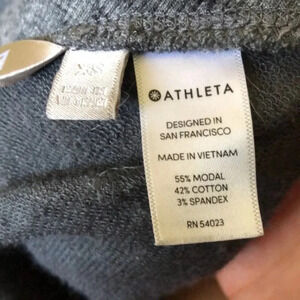 ATHLETA
DESIGNED IN
SAN FRANCISCO
MADE IN VIETNAM
55% MODAL
42% COTTON
3% SPANDEX
RN 54023